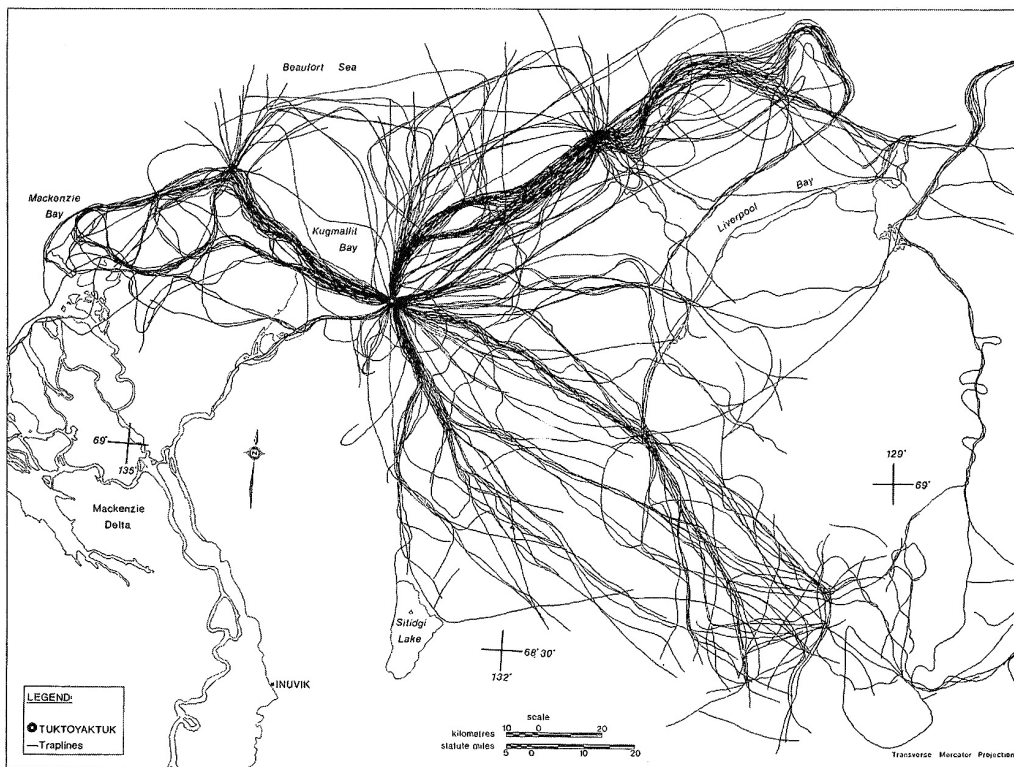 Beaufort Sea
Mackenzie
Bay
Kugmallit
Bay
Liverpool
Bay
69°
135°
129°
69°
Mackenzie
Delta
N
Sitidgi
Lake
68° 30'
132°
INUVIK
LEGEND:
TUKTOYAKTUK
Traplines
scale
10 0 20
kilometres
statute miles
5 0 10 20
Transverse Mercator Projection